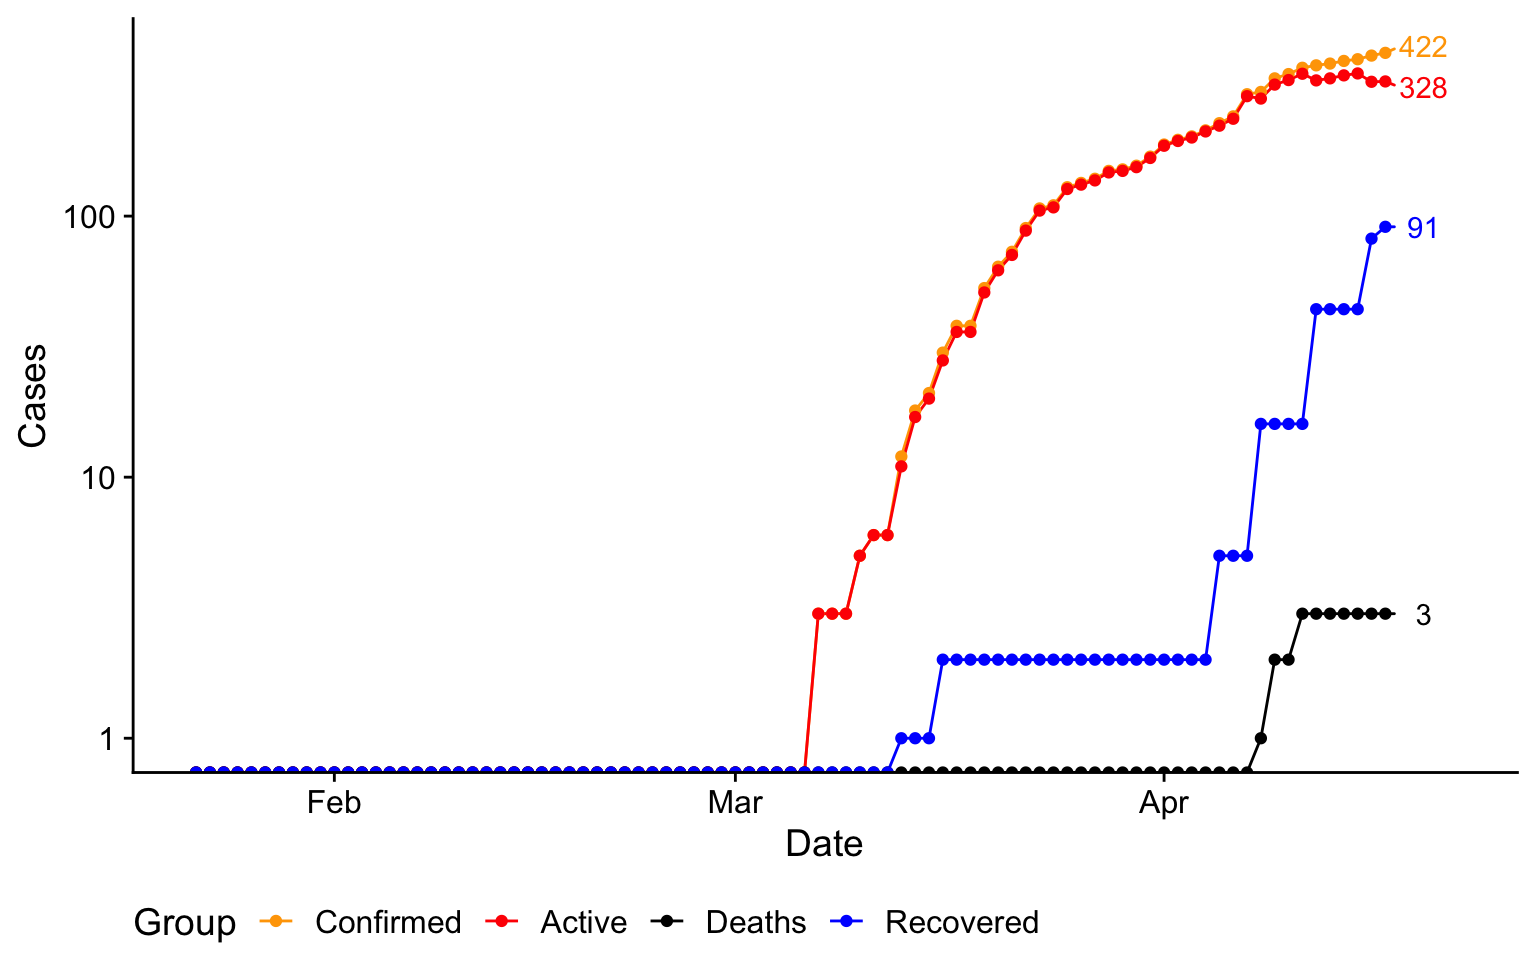 422
328
100
91
Cases
10
3
1
Feb Mar Apr
Date
Group Confirmed Active Deaths Recovered